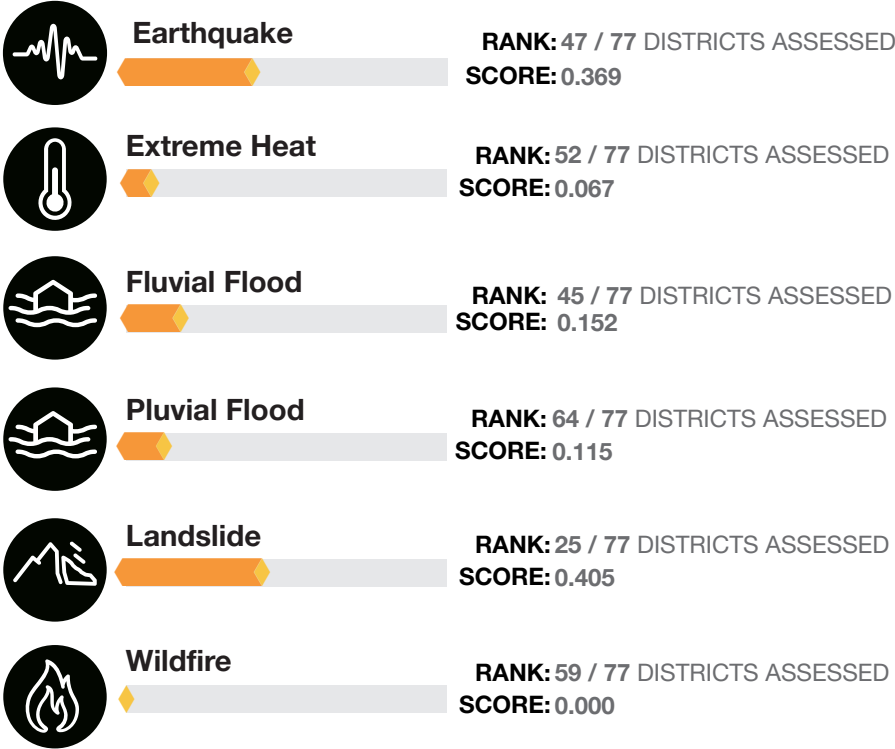 Earthquake
RANK: 47 / 77 DISTRICTS ASSESSED
SCORE: 0.369
Extreme Heat
RANK: 52 / 77 DISTRICTS ASSESSED
SCORE: 0.067
Fluvial Flood
RANK: 45 / 77 DISTRICTS ASSESSED
SCORE: 0.152
Pluvial Flood
RANK: 64 / 77 DISTRICTS ASSESSED
SCORE: 0.115
Landslide
RANK: 25 / 77 DISTRICTS ASSESSED
SCORE: 0.405
Wildfire
RANK: 59 / 77 DISTRICTS ASSESSED
SCORE: 0.000